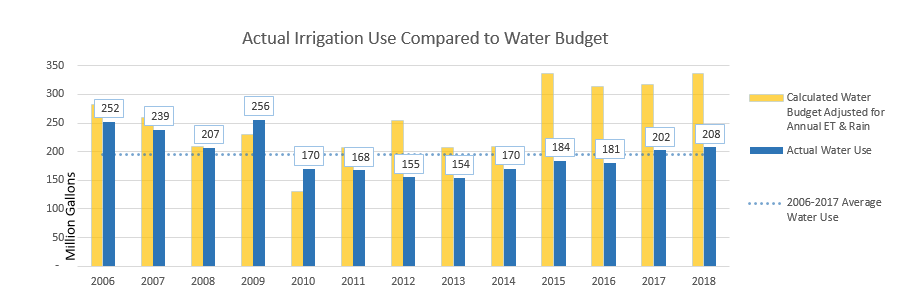 Actual Irrigation Use Compared to Water Budget
350
300
250
200
150
100
50
-
Million Gallons
252
239
207
256
170
168
155
154
170
184
181
202
208
2006 2007 2008 2009 2010 2011 2012 2013 2014 2015 2016 2017 2018
Calculated Water
Budget Adjusted for
Annual ET & Rain
Actual Water Use
2006-2017 Average
Water Use